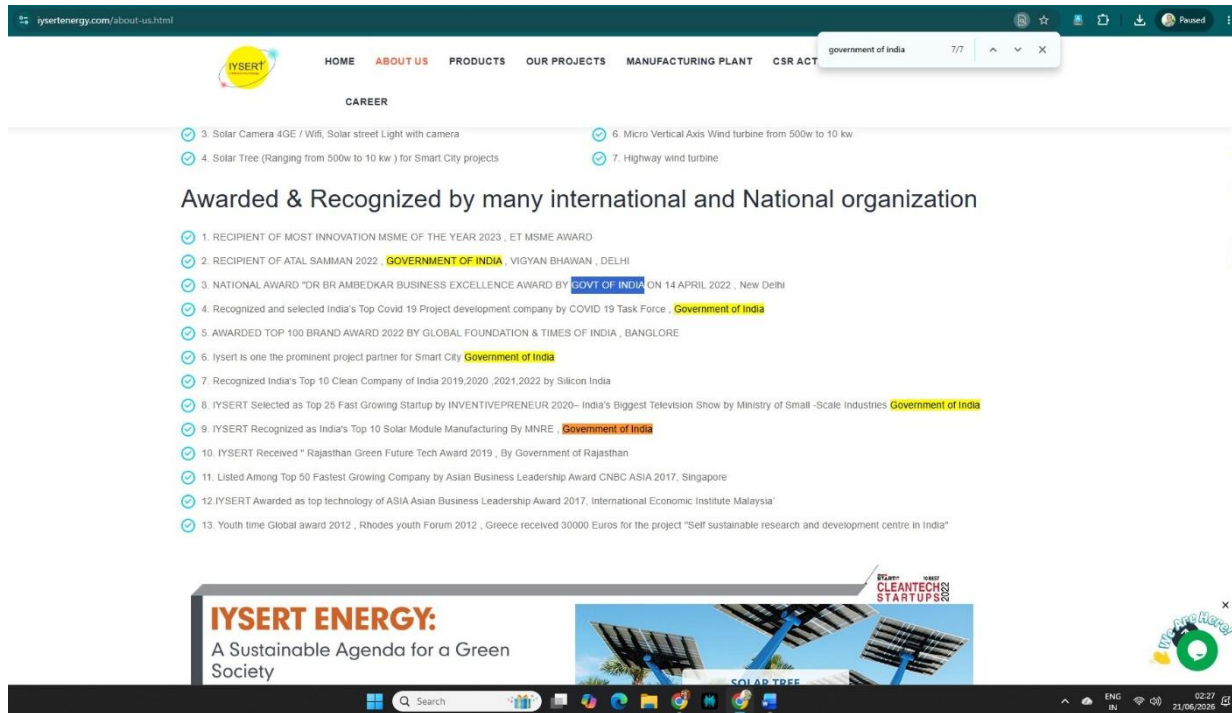 iysertenergy.com/about-us.html
Paused
government of india 7/7
IYSERT
HOME ABOUT US PRODUCTS OUR PROJECTS MANUFACTURING PLANT CSR ACT
CAREER
3. Solar Camera 4GE / Wifi, Solar street Light with camera
6. Micro Vertical Axis Wind turbine from 500w to 10 kw
4. Solar Tree (Ranging from 500w to 10 kw ) for Smart City projects
7. Highway wind turbine
Awarded & Recognized by many international and National organization
1. RECIPIENT OF MOST INNOVATION MSME OF THE YEAR 2023 , ET MSME AWARD
2. RECIPIENT OF ATAL SAMMAN 2022 , GOVERNMENT OF INDIA , VIGYAN BHAWAN , DELHI
3. NATIONAL AWARD "DR BR AMBEDKAR BUSINESS EXCELLENCE AWARD BY GOVT OF INDIA ON 14 APRIL 2022 , New Delhi
4. Recognized and selected India's Top Covid 19 Project development company by COVID 19 Task Force , Government of India
5. AWARDED TOP 100 BRAND AWARD 2022 BY GLOBAL FOUNDATION & TIMES OF INDIA , BANGLORE
6. Iysert is one the prominent project partner for Smart City Government of India
7. Recognized India's Top 10 Clean Company of India 2019,2020 ,2021,2022 by Silicon India
8. IYSERT Selected as Top 25 Fast Growing Startup by INVENTIVEPRENEUR 2020– India's Biggest Television Show by Ministry of Small -Scale Industries Government of India
9. IYSERT Recognized as India's Top 10 Solar Module Manufacturing By MNRE , Government of India
10. IYSERT Received " Rajasthan Green Future Tech Award 2019 , By Government of Rajasthan
11. Listed Among Top 50 Fastest Growing Company by Asian Business Leadership Award CNBC ASIA 2017, Singapore
12.IYSERT Awarded as top technology of ASIA Asian Business Leadership Award 2017, International Economic Institute Malaysia'
13. Youth time Global award 2012 , Rhodes youth Forum 2012 , Greece received 30000 Euros for the project "Self sustainable research and development centre in India"
CLEANTECH
STARTUPS 2022
IYSERT ENERGY:
A Sustainable Agenda for a Green
Society
SOLAR TREE
We Are Here!
Search
ENG
IN
02:27
21/06/2026